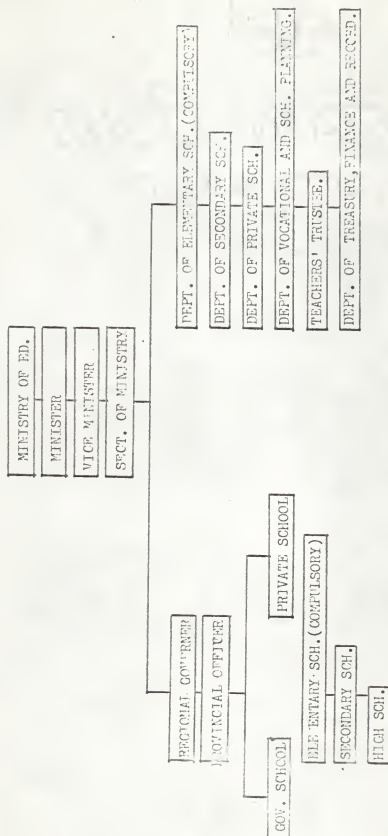 MINISTRY OF ED.
MINISTER
VICE MINISTER
SECT. OF MINISTRY
REGIONAL GOVERNER
PROVINCIAL OFFICER
GOV. SCHOOL
PRIVATE SCHOOL
ELEMENTARY SCH.(COMPULSORY)
SECONDARY SCH.
HIGH SCH.
DEPT. OF ELEMENTARY SCH.(COMPULSORY)
DEPT. OF SECONDARY SCH.
DEPT. OF PRIVATE SCH.
DEPT. OF VOCATIONAL AND SCH. PLANNING.
TEACHERS' TRUSTEE.
DEPT. OF TREASURY,FINANCE AND RECORD.